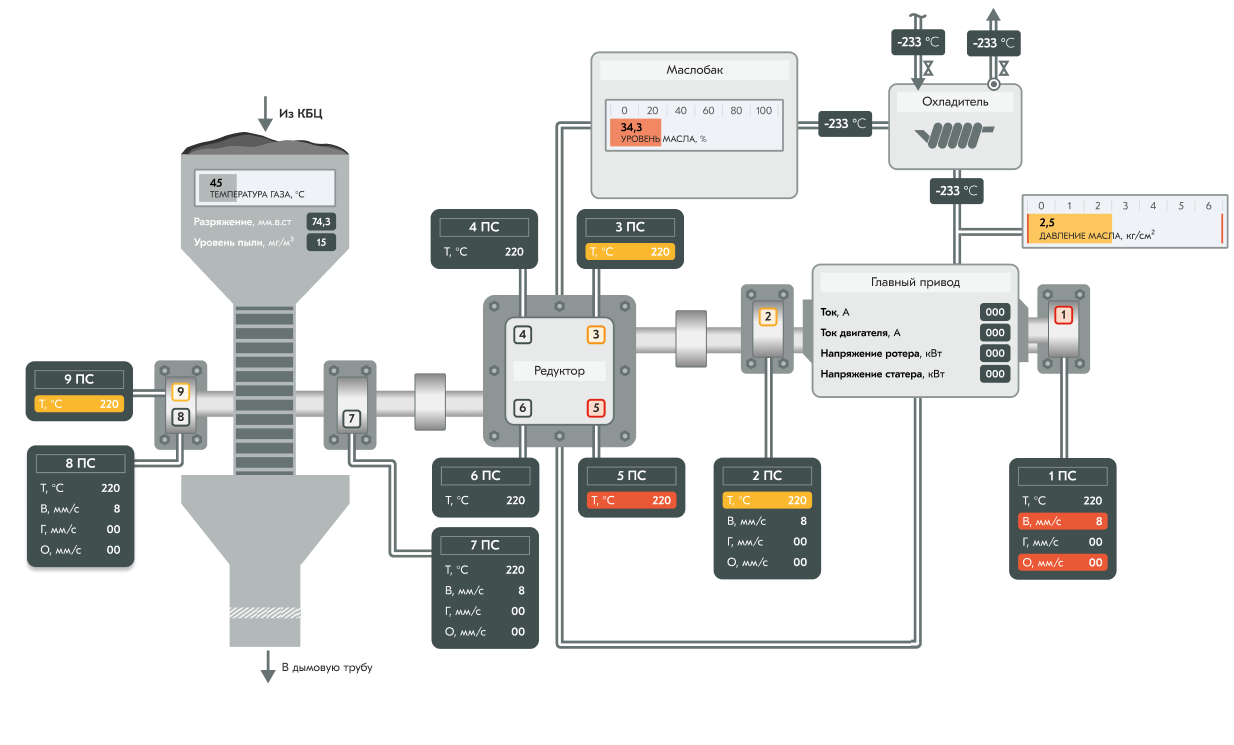 -233 °C
-233 °C
Маслобак
0 20 40 60 80 100
34,3
УРОВЕНЬ МАСЛА, %
-233 °C
Охладитель
-233 °C
Из КБЦ
45
ТЕМПЕРАТУРА ГАЗА, °C
Разряжение, мм.в.ст 74,3
Уровень пыли, мг/м³ 15
0 1 2 3 4 5 6
2,5
ДАВЛЕНИЕ МАСЛА, кг/см²
4 ПС
Т, °C 220
3 ПС
Т, °C 220
Главный привод
Ток, А 000
Ток двигателя, А 000
Напряжение ротера, кВт 000
Напряжение статера, кВт 000
2
1
4
3
Редуктор
6
5
9 ПС
Т, °C 220
9
8
7
8 ПС
Т, °C 220
В, мм/с 8
Г, мм/с 00
О, мм/с 00
6 ПС
Т, °C 220
5 ПС
Т, °C 220
2 ПС
Т, °C 220
В, мм/с 8
Г, мм/с 00
О, мм/с 00
1 ПС
Т, °C 220
В, мм/с 8
Г, мм/с 00
О, мм/с 00
7 ПС
Т, °C 220
В, мм/с 8
Г, мм/с 00
О, мм/с 00
В дымовую трубу